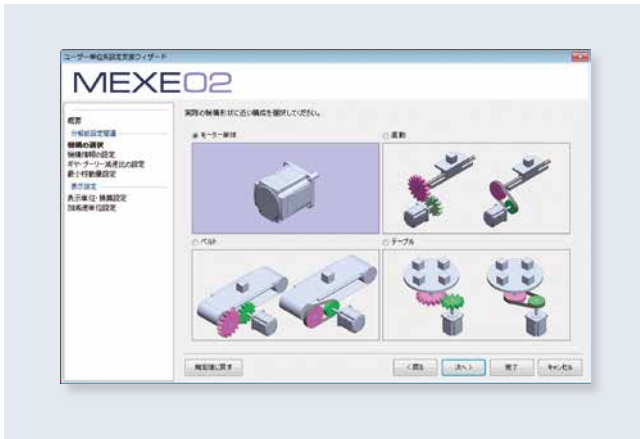 ユーザー単位系設定支援ウィザード
MEXE02
概要
分解能設定関連
機構の選択
機構情報の設定
ギヤ・プーリー減速比の設定
最小移動量設定
表示設定
表示単位・換算設定
加減速単位設定
実際の機構形状に近い構成を選択してください。
モーター単体
直動
ベルト
テーブル
規定値に戻す
< 戻る
次へ >
完了
キャンセル